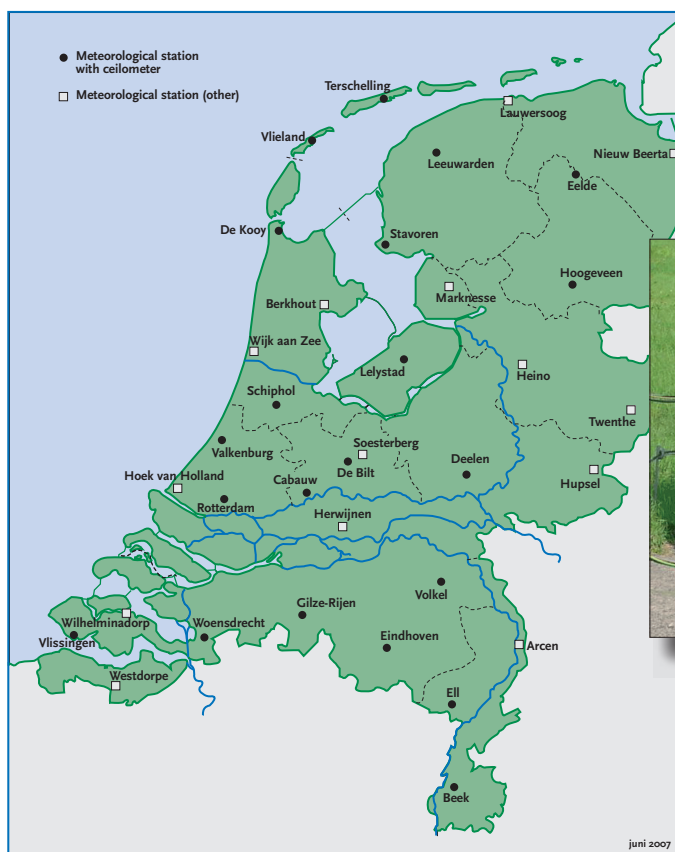 Meteorological station
with ceilometer
Meteorological station (other)
Terschelling
Lauwersoog
Vlieland
Leeuwarden
Nieuw Beerta
Eelde
De Kooy
Stavoren
Hoogeveen
Marknesse
Berkhout
Wijk aan Zee
Lelystad
Heino
Schiphol
Twenthe
Soesterberg
Valkenburg
De Bilt
Deelen
Hoek van Holland
Cabauw
Hupsel
Rotterdam
Herwijnen
Volkel
Gilze-Rijen
Wilhelminadorp
Woensdrecht
Vlissingen
Eindhoven
Arcen
Westdorpe
Ell
Beek
juni 2007